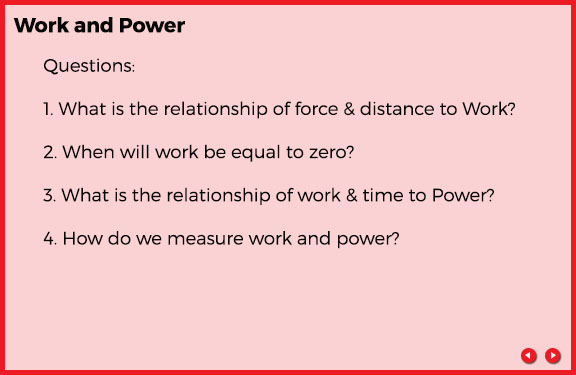 Work and Power
Questions:
1. What is the relationship of force & distance to Work?
2. When will work be equal to zero?
3. What is the relationship of work & time to Power?
4. How do we measure work and power?